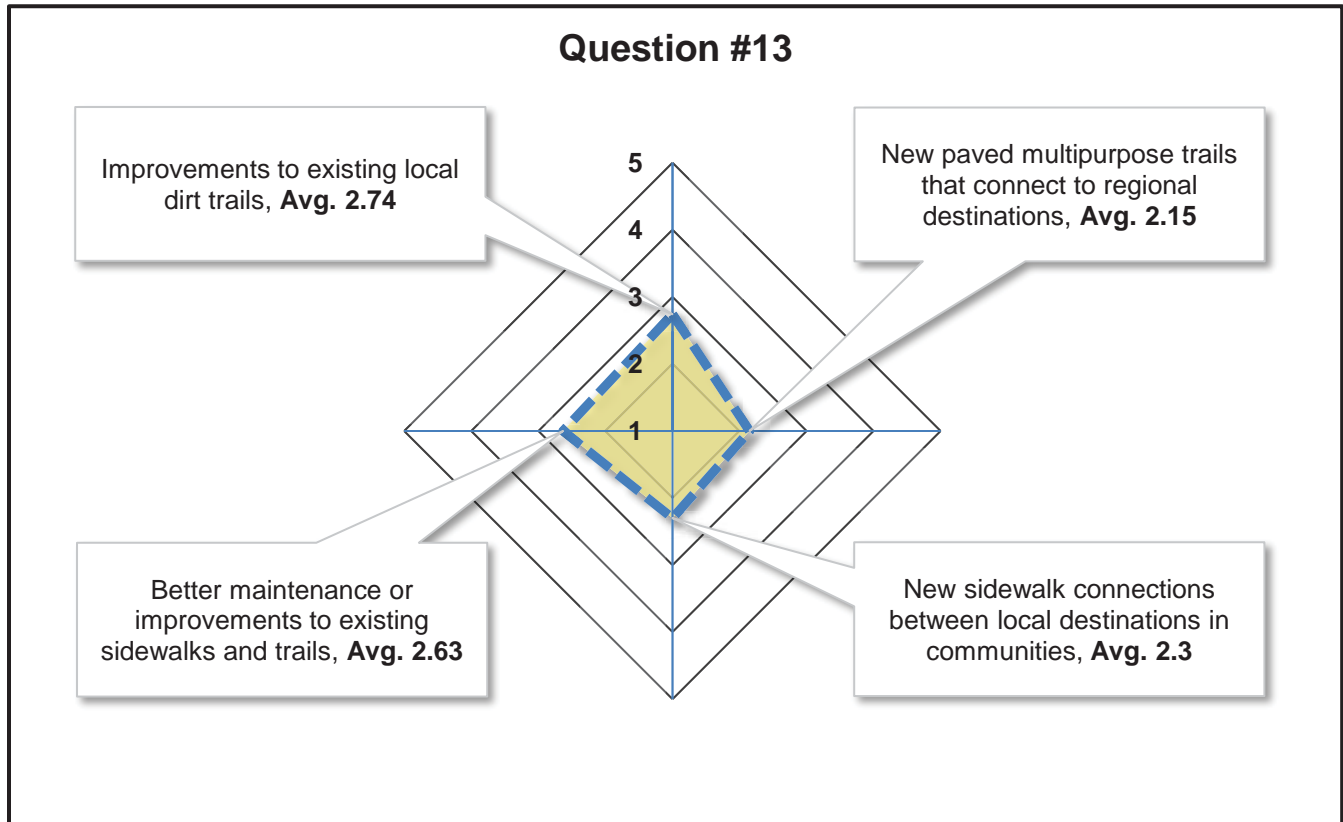 Question #13
Improvements to existing local
dirt trails, Avg. 2.74
New paved multipurpose trails
that connect to regional
destinations, Avg. 2.15
5
4
3
2
1
Better maintenance or
improvements to existing
sidewalks and trails, Avg. 2.63
New sidewalk connections
between local destinations in
communities, Avg. 2.3